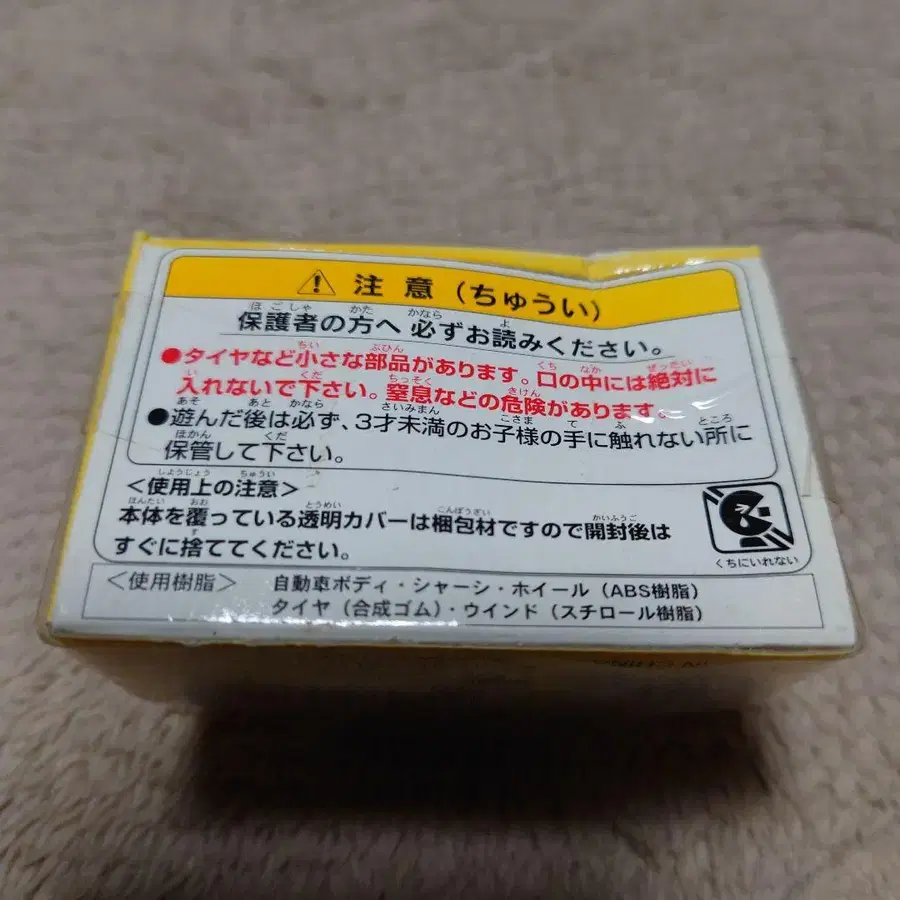 注意(ちゅうい)
保護者の方へ 必ずお読みください。
●タイヤなど小さな部品があります。口の中には絶対に
入れないで下さい。窒息などの危険があります。
●遊んだ後は必ず、3才未満のお子様の手に触れない所に
保管して下さい。
<使用上の注意>
本体を覆っている透明カバーは梱包材ですので開封後は
すぐに捨ててください。
くちにいれない
<使用樹脂> 自動車ボディ・シャーシ・ホイール(ABS樹脂)
タイヤ(合成ゴム)・ウインド(スチロール樹脂)